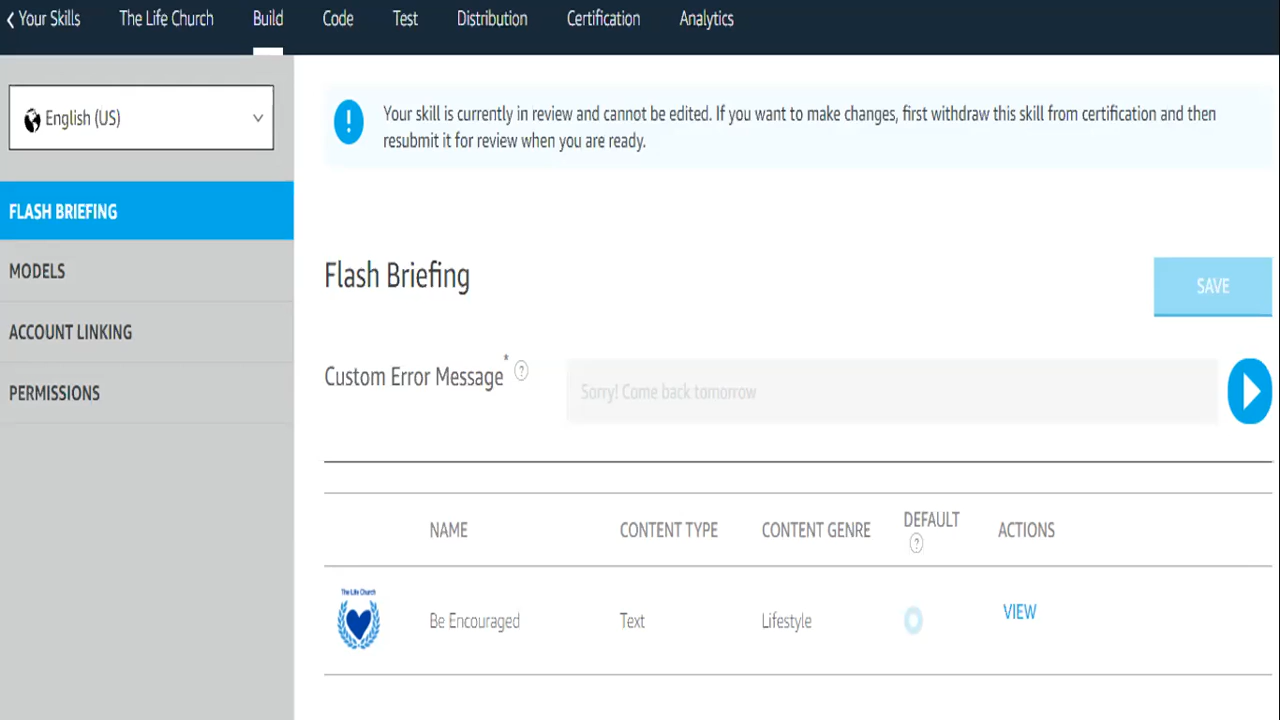 Your Skills The Life Church Build Code Test Distribution Certification Analytics
English (US)
Your skill is currently in review and cannot be edited. If you want to make changes, first withdraw this skill from certification and then
resubmit it for review when you are ready.
FLASH BRIEFING
MODELS
ACCOUNT LINKING
PERMISSIONS
Flash Briefing
SAVE
Custom Error Message * ?
Sorry! Come back tomorrow
NAME CONTENT TYPE CONTENT GENRE DEFAULT ? ACTIONS
The Life Church
Be Encouraged Text Lifestyle VIEW